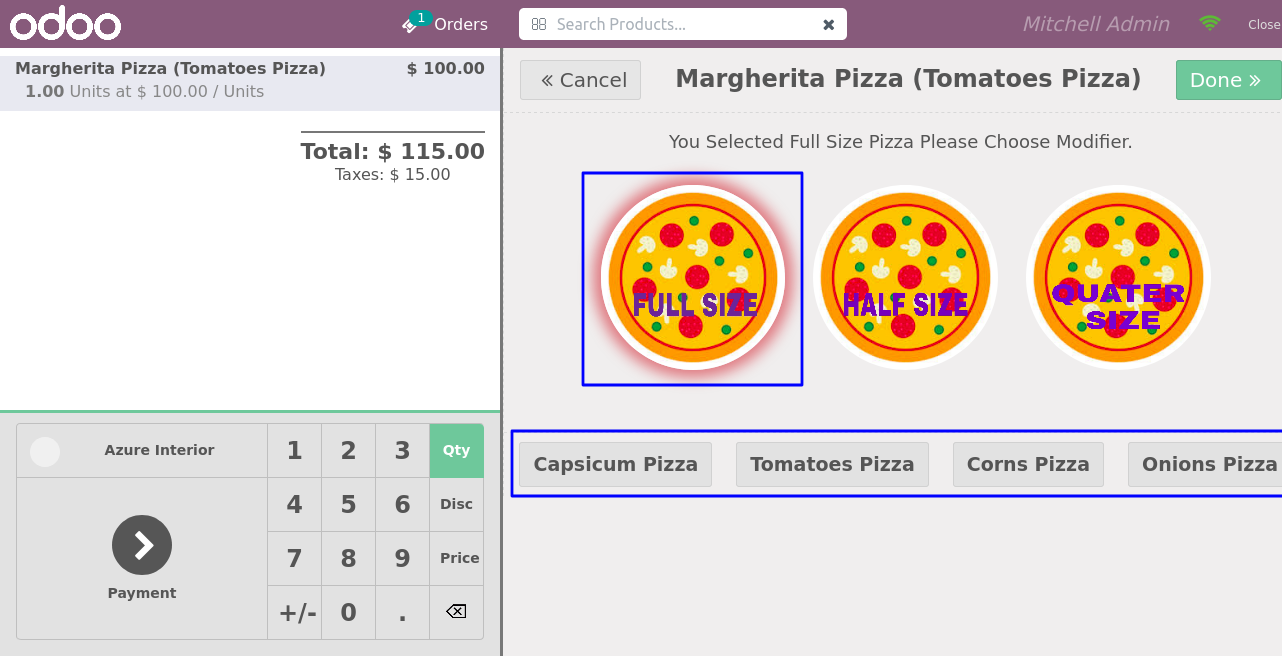 odoo
1 Orders
Search Products...
Mitchell Admin
Close
Margherita Pizza (Tomatoes Pizza) $ 100.00
1.00 Units at $ 100.00 / Units
Total: $ 115.00
Taxes: $ 15.00
Cancel
Margherita Pizza (Tomatoes Pizza)
Done
You Selected Full Size Pizza Please Choose Modifier.
FULL SIZE
HALF SIZE
QUATER
SIZE
Capsicum Pizza
Tomatoes Pizza
Corns Pizza
Onions Pizza
Azure Interior
1 2 3 Qty
4 5 6 Disc
7 8 9 Price
+/- 0 .
Payment